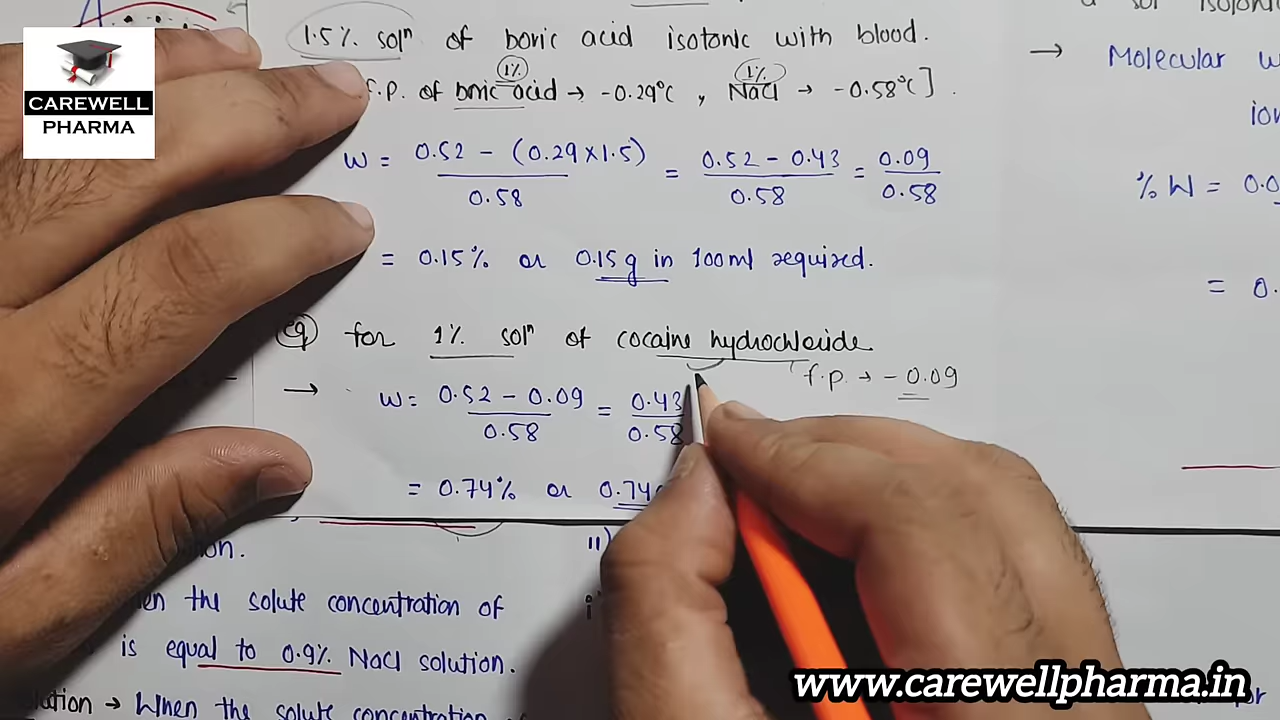 1.5% solⁿ of boric acid isotonic with blood.
f.p. of boric acid → -0.29°C , NaCl → -0.58°C ] .
1% 1%
W = 0.52 - (0.29 × 1.5) / 0.58 = 0.52 - 0.43 / 0.58 = 0.09 / 0.58
= 0.15% or 0.15g in 100ml required.
eg for 1% solⁿ of cocaine hydrochloride
f.p. → - 0.09
→ W = 0.52 - 0.09 / 0.58 = 0.43 / 0.58
= 0.74% or 0.74
ii)
the solute concentration of
is equal to 0.9% NaCl solution.
→ When the solute concentration
→ Molecular
% W =
= 0.
CAREWELL
PHARMA
www.carewellpharma.in